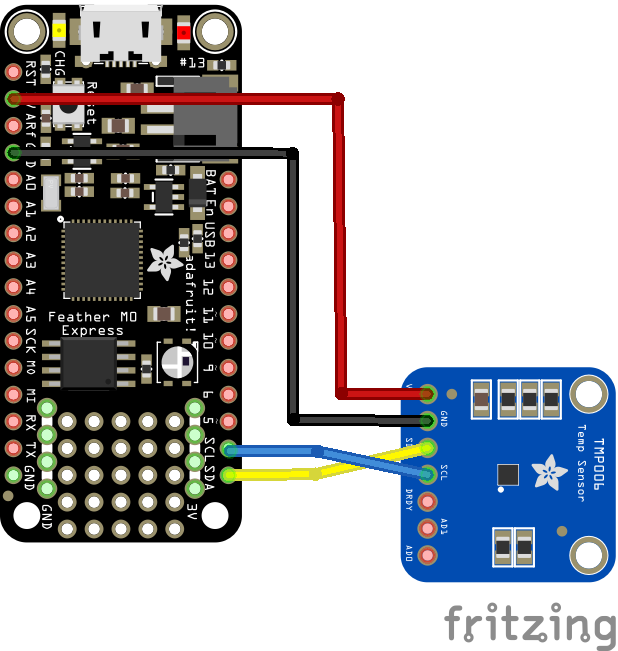 CHG
#13
RST
Reset
ARf
BAT
A0
En
A1
USB
A2
13
A3
12
A4
11
A5
10
SCK
9
M0
6
MI
5
RX
SCL
TX
SDA
GND
GND
3V
adafruit!
Feather M0
Express
GND
SCL
DRDY
AD1
AD0
TMP006
Temp Sensor
fritzing